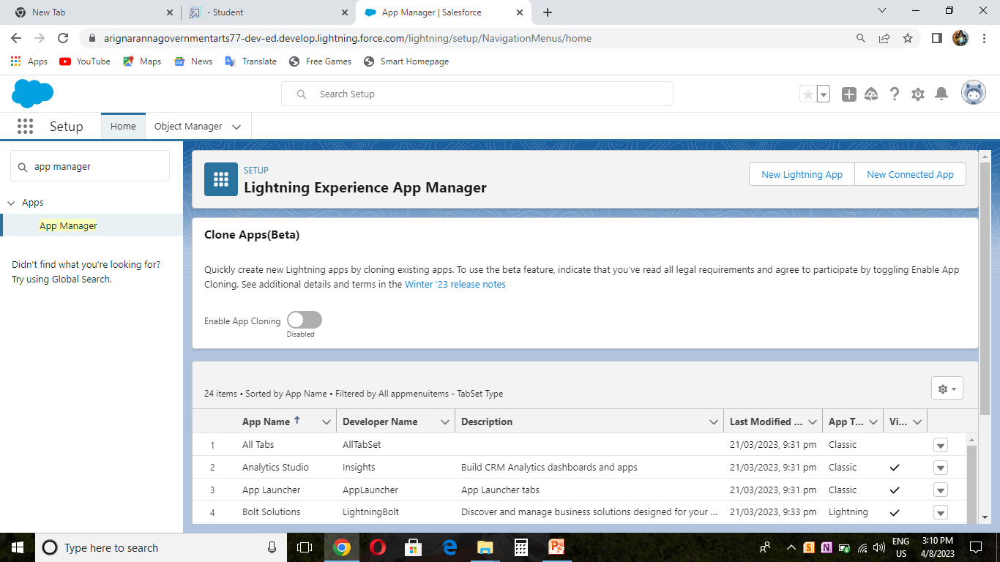 New Tab
- Student
App Manager | Salesforce
arignarannagovernmentarts77-dev-ed.develop.lightning.force.com/lightning/setup/NavigationMenus/home
Apps YouTube Maps News Translate Free Games Smart Homepage
Search Setup
Setup Home Object Manager
app manager
Apps
App Manager
Didn't find what you're looking for?
Try using Global Search.
SETUP
Lightning Experience App Manager
New Lightning App New Connected App
Clone Apps(Beta)
Quickly create new Lightning apps by cloning existing apps. To use the beta feature, indicate that you've read all legal requirements and agree to participate by toggling Enable App
Cloning. See additional details and terms in the Winter '23 release notes
Enable App Cloning
Disabled
24 items • Sorted by App Name • Filtered by All appmenuitems - TabSet Type
App Name Developer Name Description Last Modified ... App T... Vi...
1 All Tabs AllTabSet 21/03/2023, 9:31 pm Classic
2 Analytics Studio Insights Build CRM Analytics dashboards and apps 21/03/2023, 9:31 pm Classic
3 App Launcher AppLauncher App Launcher tabs 21/03/2023, 9:31 pm Classic
4 Bolt Solutions LightningBolt Discover and manage business solutions designed for your ... 21/03/2023, 9:33 pm Lightning
Type here to search
ENG
US
3:10 PM
4/8/2023